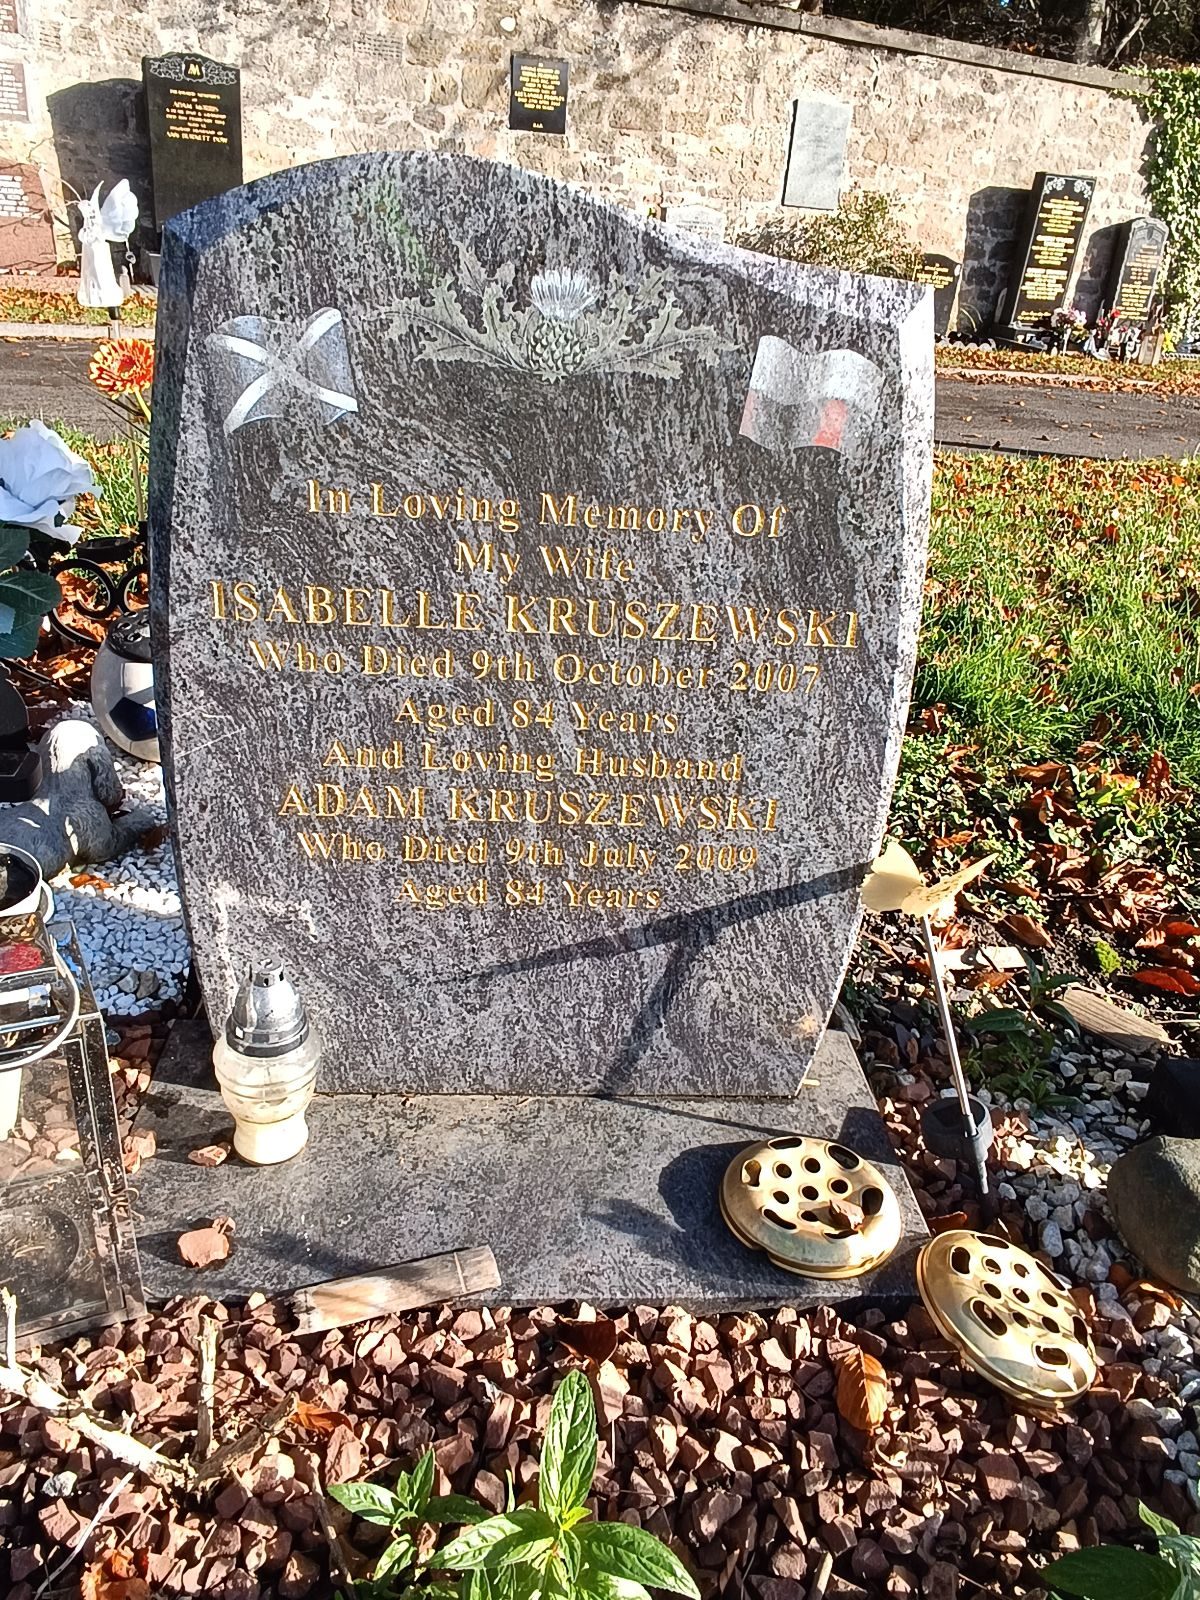 In Loving Memory Of
My Wife
ISABELLE KRUSZEWSKI
Who Died 9th October 2007
Aged 84 Years
And Loving Husband
ADAM KRUSZEWSKI
Who Died 9th July 2009
Aged 84 Years